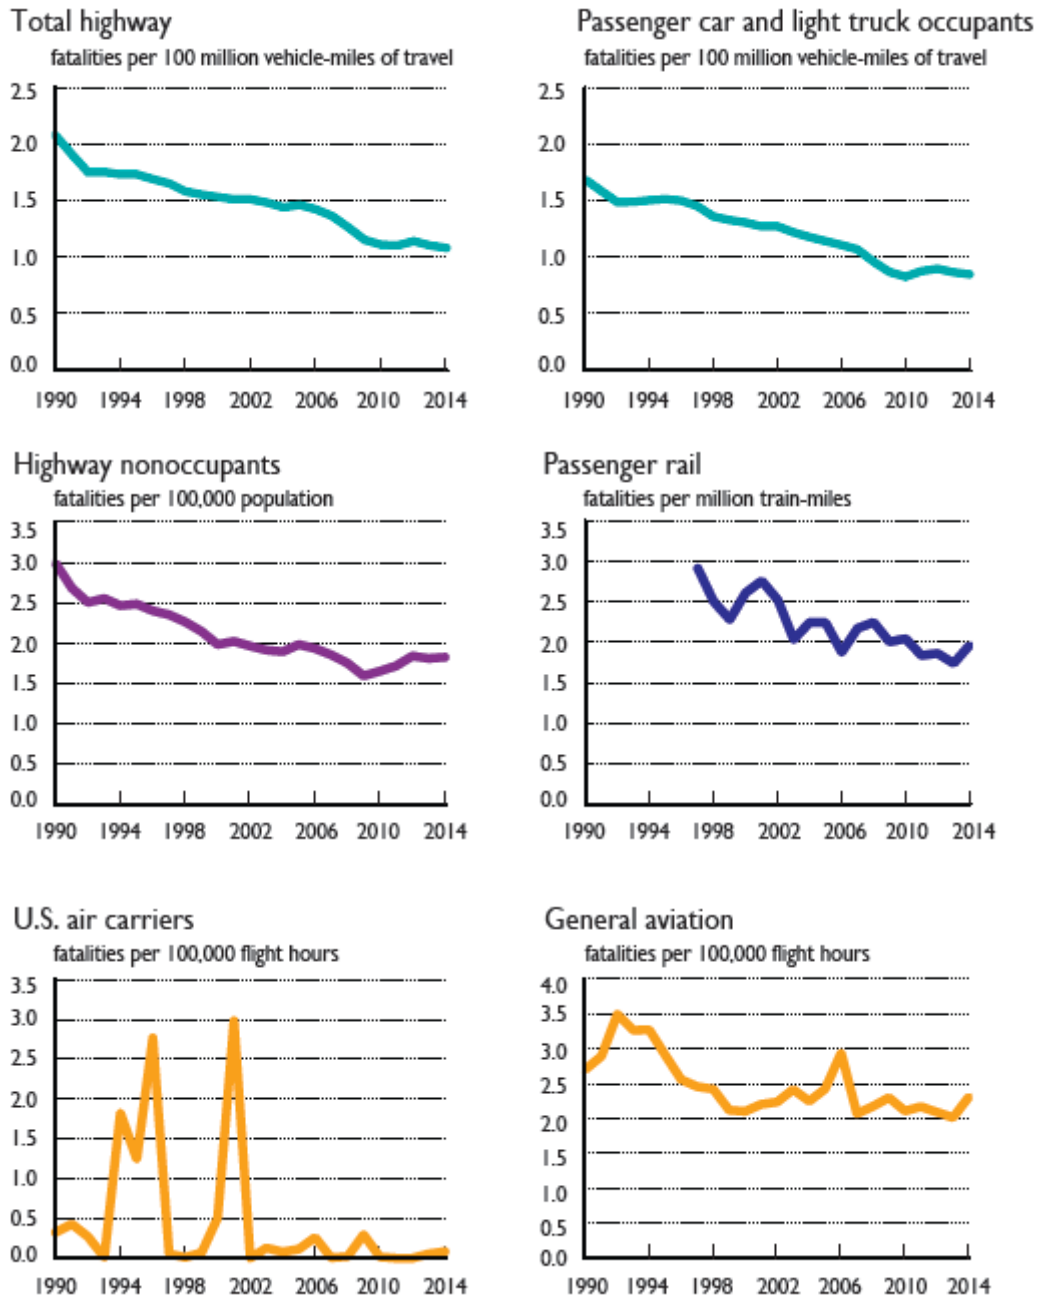 Total highway
fatalities per 100 million vehicle-miles of travel
2.5
2.0
1.5
1.0
0.5
0.0
1990 1994 1998 2002 2006 2010 2014
Passenger car and light truck occupants
fatalities per 100 million vehicle-miles of travel
2.5
2.0
1.5
1.0
0.5
0.0
1990 1994 1998 2002 2006 2010 2014
Highway nonoccupants
fatalities per 100,000 population
3.5
3.0
2.5
2.0
1.5
1.0
0.5
0.0
1990 1994 1998 2002 2006 2010 2014
Passenger rail
fatalities per million train-miles
3.5
3.0
2.5
2.0
1.5
1.0
0.5
0.0
1990 1994 1998 2002 2006 2010 2014
U.S. air carriers
fatalities per 100,000 flight hours
3.5
3.0
2.5
2.0
1.5
1.0
0.5
0.0
1990 1994 1998 2002 2006 2010 2014
General aviation
fatalities per 100,000 flight hours
4.0
3.5
3.0
2.5
2.0
1.5
1.0
0.5
0.0
1990 1994 1998 2002 2006 2010 2014